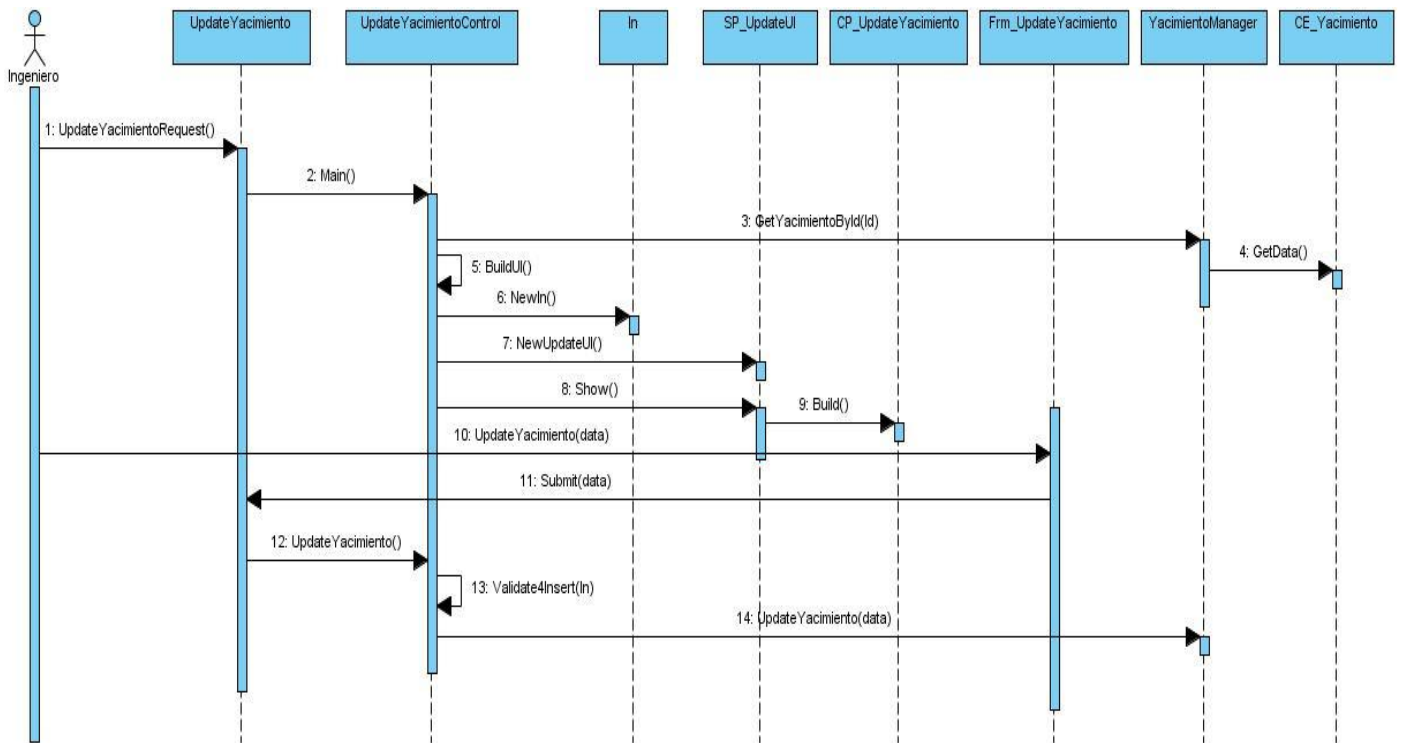 UpdateYacimiento
UpdateYacimientoControl
In
SP_UpdateUI
CP_UpdateYacimiento
Frm_UpdateYacimiento
YacimientoManager
CE_Yacimiento
Ingeniero
1: UpdateYacimientoRequest()
2: Main()
3: GetYacimientoById(Id)
4: GetData()
5: BuildUI()
6: NewIn()
7: NewUpdateUI()
8: Show()
9: Build()
10: UpdateYacimiento(data)
11: Submit(data)
12: UpdateYacimiento()
13: Validate4Insert(In)
14: UpdateYacimiento(data)